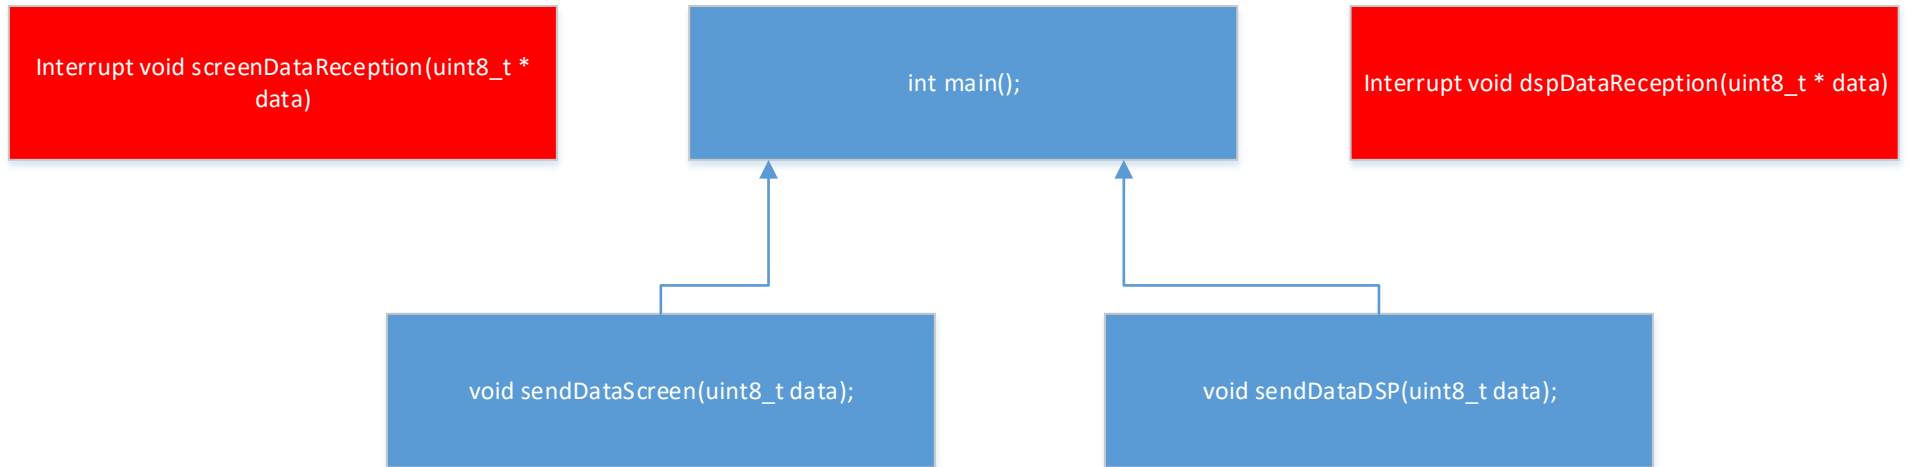 Interrupt void screenDataReception(uint8_t *
data)
int main();
Interrupt void dspDataReception(uint8_t * data)
void sendDataScreen(uint8_t data);
void sendDataDSP(uint8_t data);